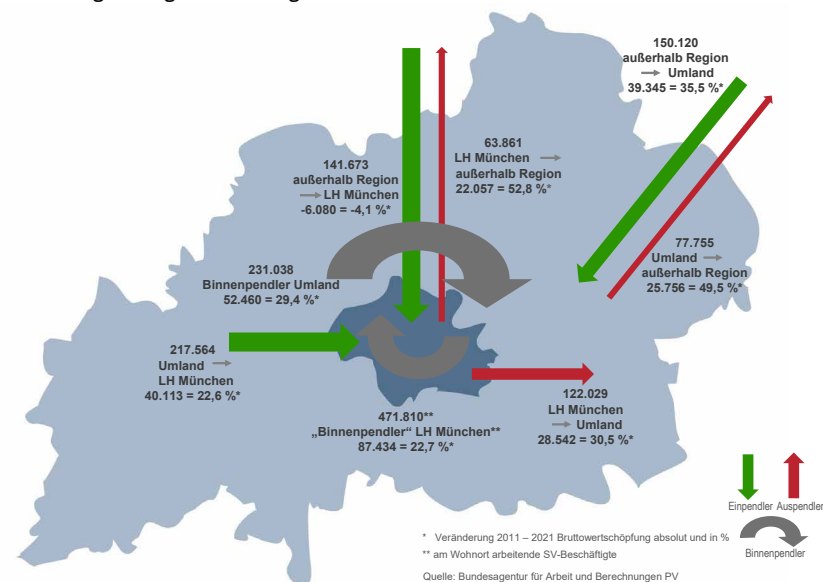 150.120
außerhalb Region
→ Umland
39.345 = 35,5 %*
63.861
LH München →
außerhalb Region
22.057 = 52,8 %*
141.673
außerhalb Region
→ LH München
-6.080 = -4,1 %*
77.755
Umland →
außerhalb Region
25.756 = 49,5 %*
231.038
Binnenpendler Umland
52.460 = 29,4 %*
217.564
Umland →
LH München
40.113 = 22,6 %*
122.029
LH München
→ Umland
28.542 = 30,5 %*
471.810**
„Binnenpendler“ LH München**
87.434 = 22,7 %*
Einpendler Auspendler
Binnenpendler
* Veränderung 2011 – 2021 Bruttowertschöpfung absolut und in %
** am Wohnort arbeitende SV-Beschäftigte
Quelle: Bundesagentur für Arbeit und Berechnungen PV